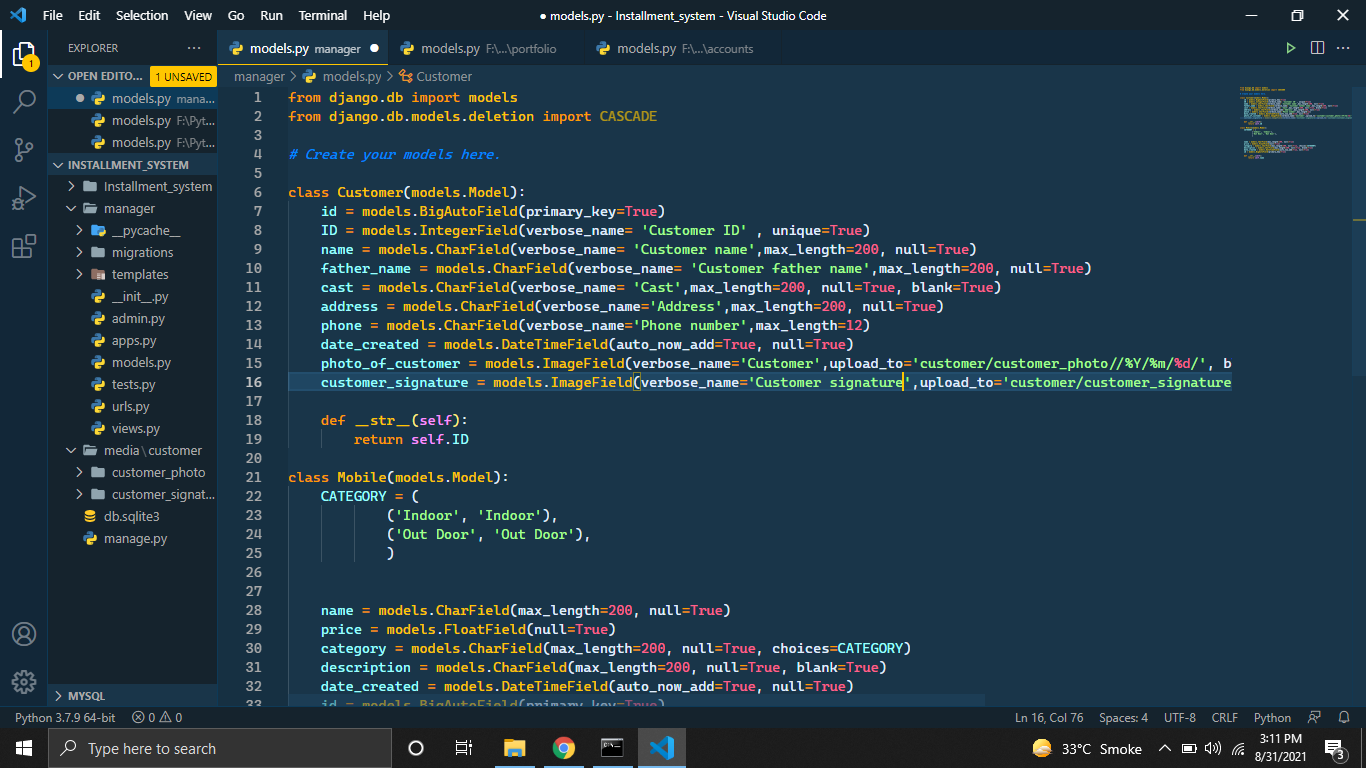 File Edit Selection View Go Run Terminal Help
● models.py - Installment_system - Visual Studio Code
EXPLORER ···
OPEN EDITO... 1 UNSAVED
● models.py mana...
models.py F:\Pyt...
models.py F:\Pyt...
INSTALLMENT_SYSTEM
Installment_system
manager
__pycache__
migrations
templates
__init__.py
admin.py
apps.py
models.py
tests.py
urls.py
views.py
media\customer
customer_photo
customer_signat...
db.sqlite3
manage.py
MYSQL
1
models.py manager ●
models.py F:\...\portfolio
models.py F:\...\accounts
manager > models.py > Customer
1 from django.db import models
2 from django.db.models.deletion import CASCADE
3
4 # Create your models here.
5
6 class Customer(models.Model):
7     id = models.BigAutoField(primary_key=True)
8     ID = models.IntegerField(verbose_name= 'Customer ID' , unique=True)
9     name = models.CharField(verbose_name= 'Customer name',max_length=200, null=True)
10     father_name = models.CharField(verbose_name= 'Customer father name',max_length=200, null=True)
11     cast = models.CharField(verbose_name= 'Cast',max_length=200, null=True, blank=True)
12     address = models.CharField(verbose_name='Address',max_length=200, null=True)
13     phone = models.CharField(verbose_name='Phone number',max_length=12)
14     date_created = models.DateTimeField(auto_now_add=True, null=True)
15     photo_of_customer = models.ImageField(verbose_name='Customer',upload_to='customer/customer_photo//%Y/%m/%d/', b
16     customer_signature = models.ImageField(verbose_name='Customer signature',upload_to='customer/customer_signature
17
18     def __str__(self):
19         return self.ID
20
21 class Mobile(models.Model):
22     CATEGORY = (
23             ('Indoor', 'Indoor'),
24             ('Out Door', 'Out Door'),
25             )
26
27
28     name = models.CharField(max_length=200, null=True)
29     price = models.FloatField(null=True)
30     category = models.CharField(max_length=200, null=True, choices=CATEGORY)
31     description = models.CharField(max_length=200, null=True, blank=True)
32     date_created = models.DateTimeField(auto_now_add=True, null=True)
33     id = models.BigAutoField(primary_key=True)
Python 3.7.9 64-bit 0 0 Ln 16, Col 76 Spaces: 4 UTF-8 CRLF Python
Type here to search
33°C Smoke
3:11 PM
8/31/2021
3